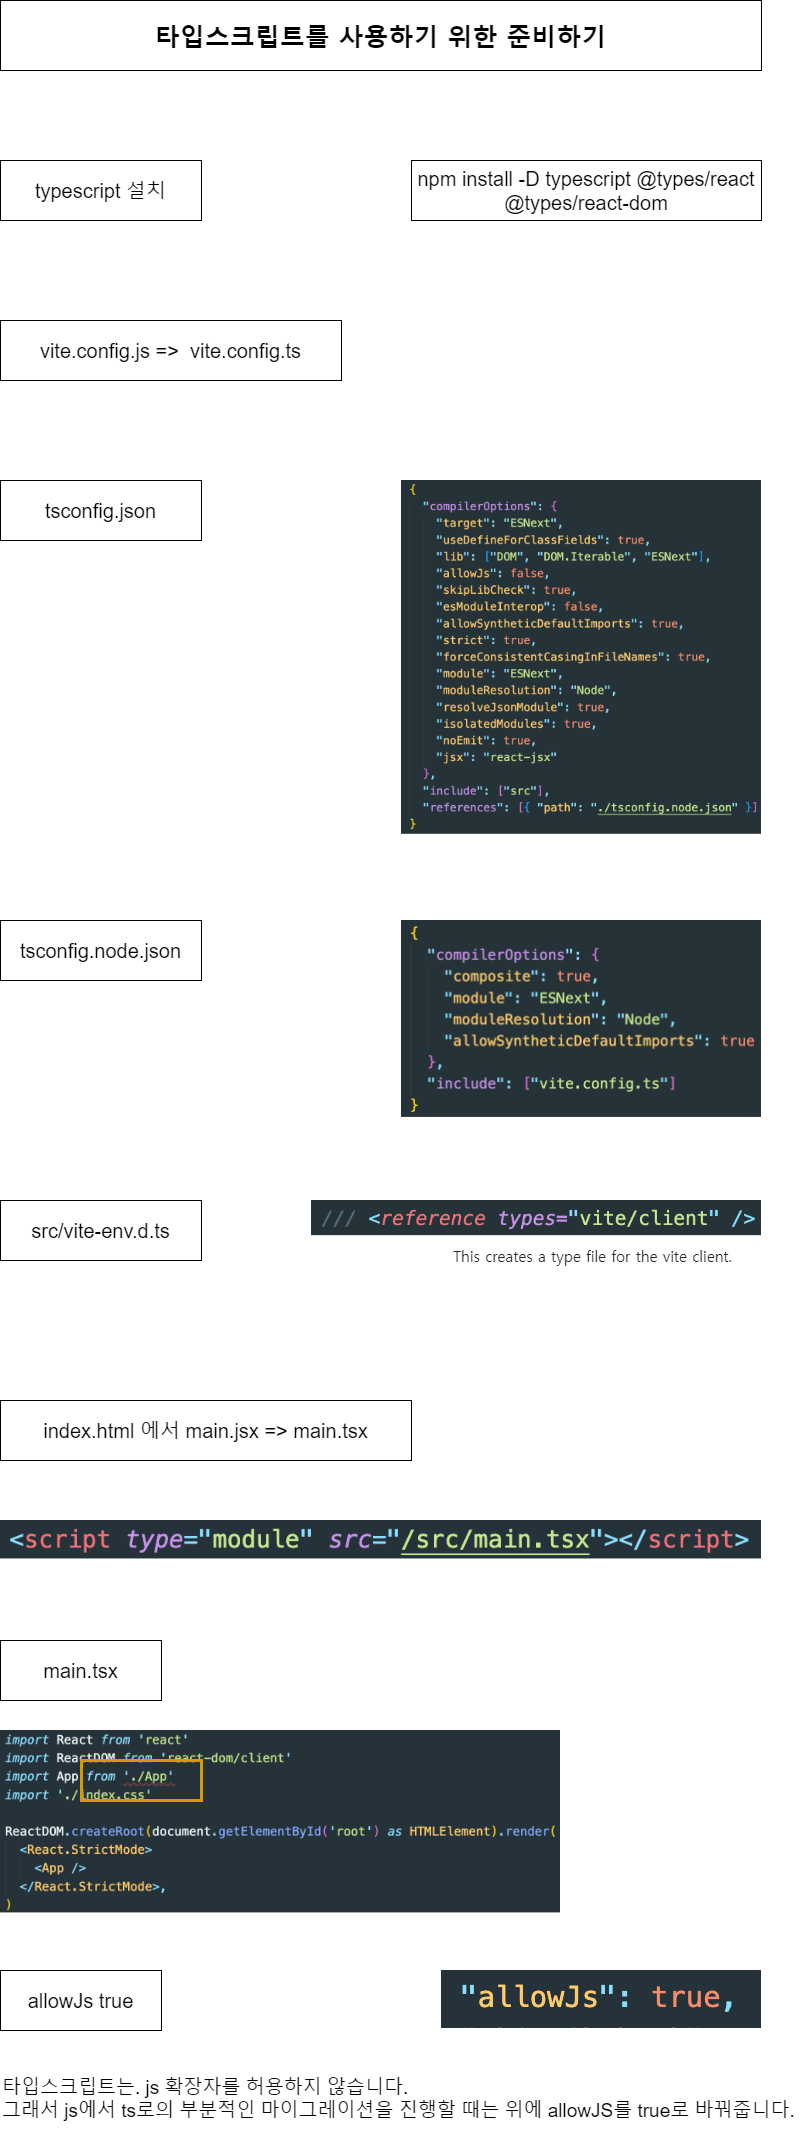 타입스크립트를 사용하기 위한 준비하기
typescript 설치
npm install -D typescript @types/react
@types/react-dom
vite.config.js => vite.config.ts
tsconfig.json
{
"compilerOptions": {
"target": "ESNext",
"useDefineForClassFields": true,
"lib": ["DOM", "DOM.Iterable", "ESNext"],
"allowJs": false,
"skipLibCheck": true,
"esModuleInterop": false,
"allowSyntheticDefaultImports": true,
"strict": true,
"forceConsistentCasingInFileNames": true,
"module": "ESNext",
"moduleResolution": "Node",
"resolveJsonModule": true,
"isolatedModules": true,
"noEmit": true,
"jsx": "react-jsx"
},
"include": ["src"],
"references": [{ "path": "./tsconfig.node.json" }]
}
tsconfig.node.json
{
"compilerOptions": {
"composite": true,
"module": "ESNext",
"moduleResolution": "Node",
"allowSyntheticDefaultImports": true
},
"include": ["vite.config.ts"]
}
src/vite-env.d.ts
/// <reference types="vite/client" />
This creates a type file for the vite client.
index.html 에서 main.jsx => main.tsx
<script type="module" src="/src/main.tsx"></script>
main.tsx
import React from 'react'
import ReactDOM from 'react-dom/client'
import App from './App'
import './index.css'
ReactDOM.createRoot(document.getElementById('root') as HTMLElement).render(
<React.StrictMode>
<App />
</React.StrictMode>,
)
allowJs true
"allowJs": true,
타입스크립트는. js 확장자를 허용하지 않습니다.
그래서 js에서 ts로의 부분적인 마이그레이션을 진행할 때는 위에 allowJS를 true로 바꿔줍니다.